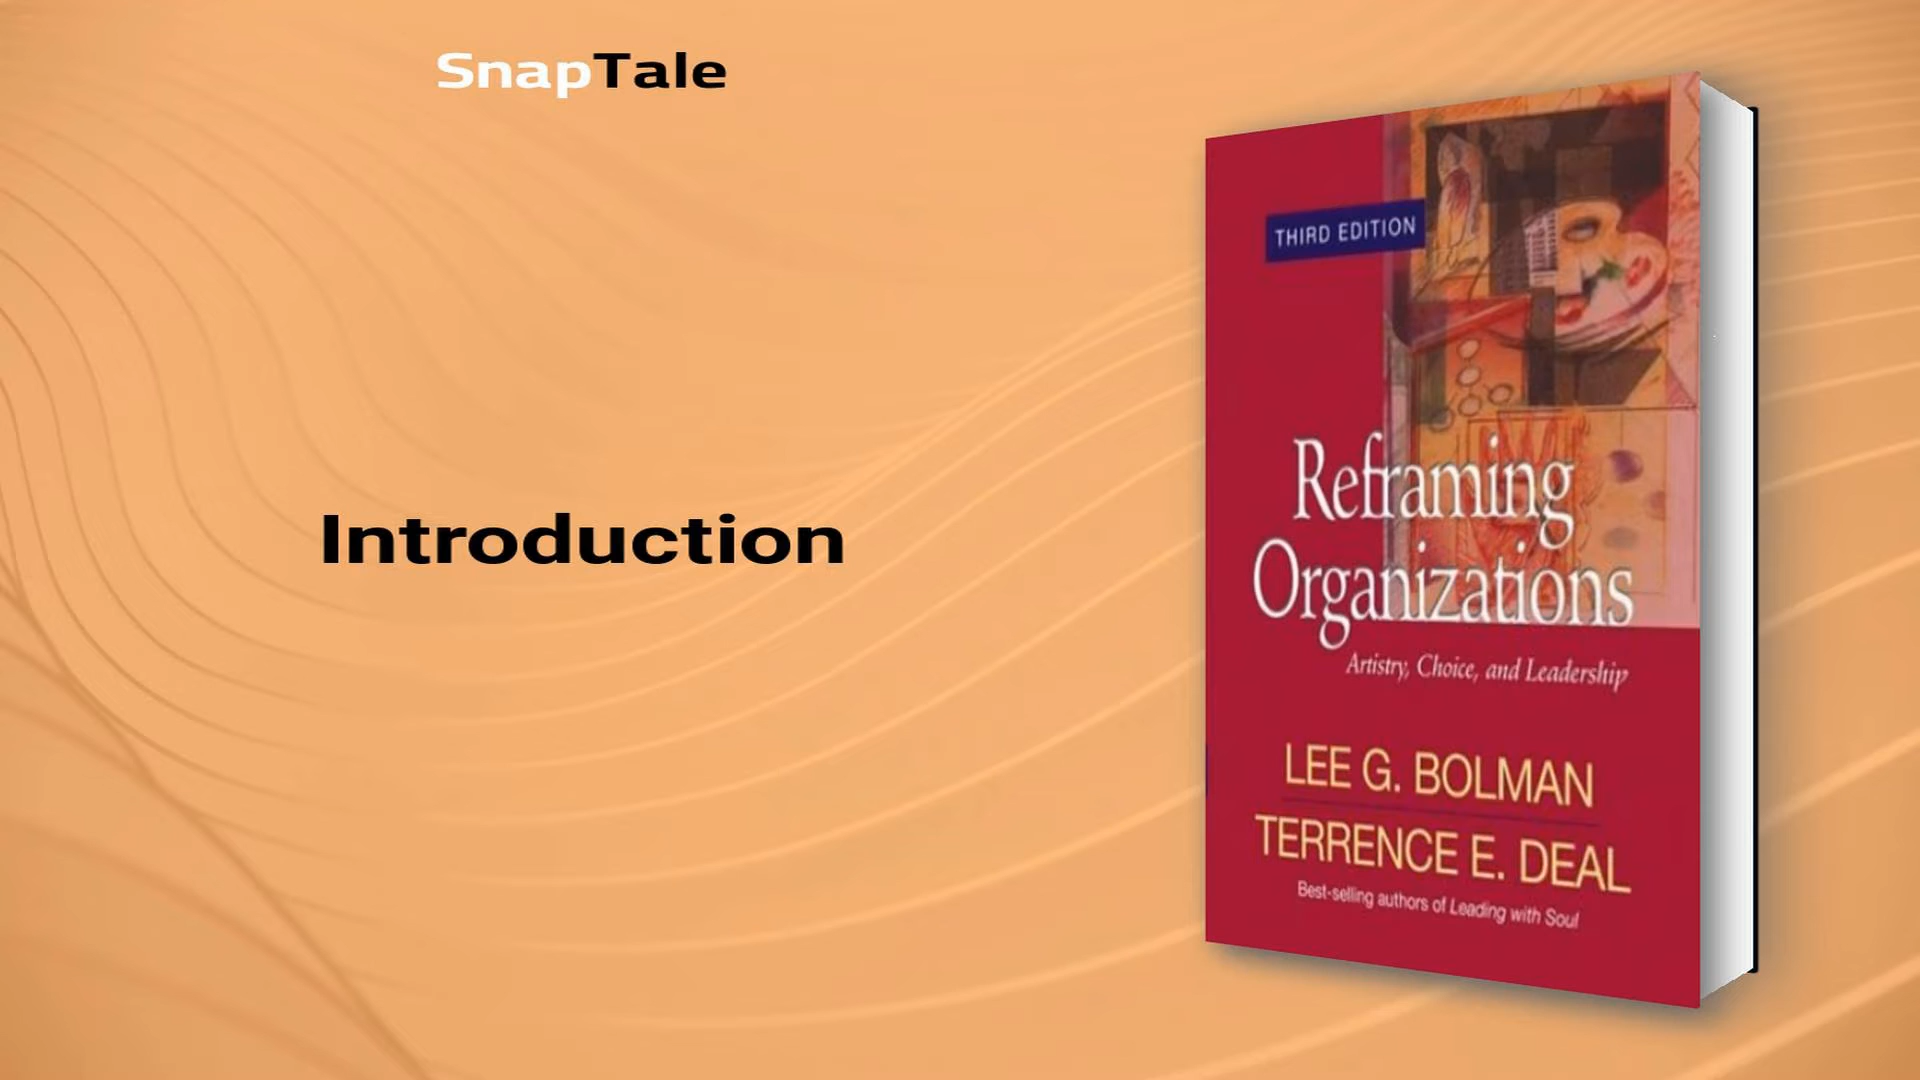 SnapTale
Introduction
THIRD EDITION
Reframing
Organizations
Artistry, Choice, and Leadership
LEE G. BOLMAN
TERRENCE E. DEAL
Best-selling authors of Leading with Soul